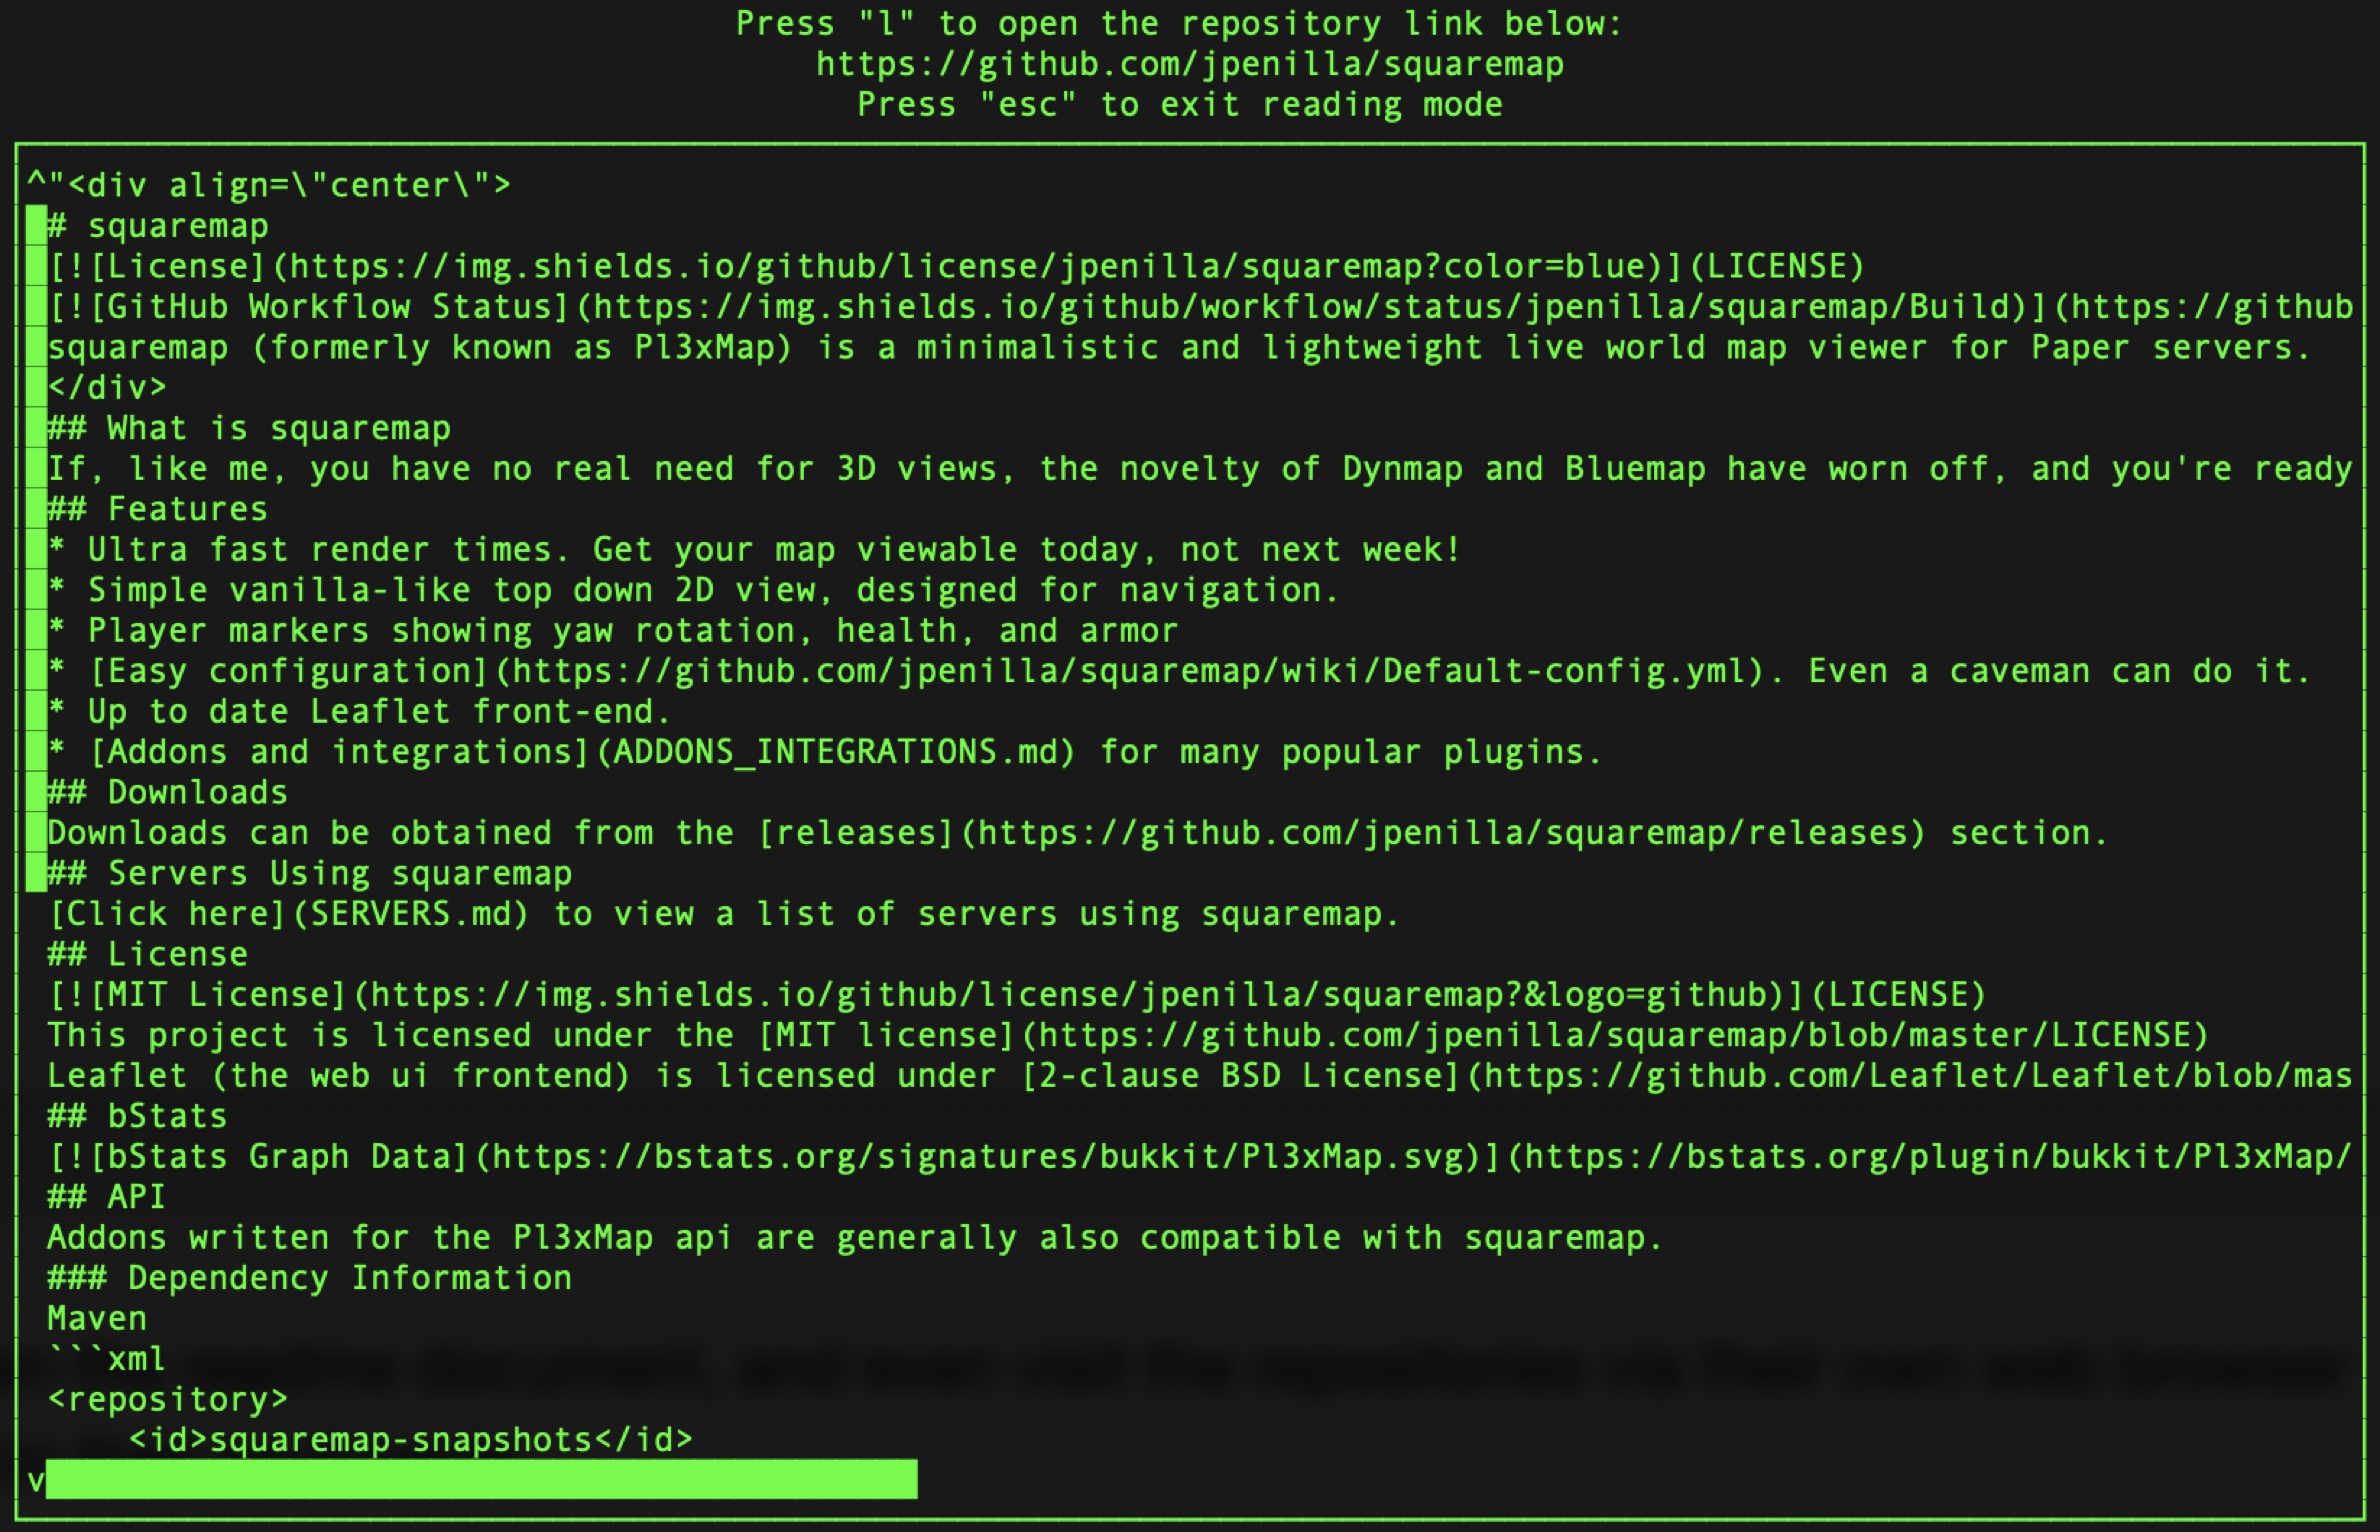 Press "l" to open the repository link below:
https://github.com/jpenilla/squaremap
Press "esc" to exit reading mode
^"<div align=\"center\">
# squaremap
[![License](https://img.shields.io/github/license/jpenilla/squaremap?color=blue)](LICENSE)
[![GitHub Workflow Status](https://img.shields.io/github/workflow/status/jpenilla/squaremap/Build)](https://github
squaremap (formerly known as Pl3xMap) is a minimalistic and lightweight live world map viewer for Paper servers.
</div>
## What is squaremap
If, like me, you have no real need for 3D views, the novelty of Dynmap and Bluemap have worn off, and you're ready
## Features
* Ultra fast render times. Get your map viewable today, not next week!
* Simple vanilla-like top down 2D view, designed for navigation.
* Player markers showing yaw rotation, health, and armor
* [Easy configuration](https://github.com/jpenilla/squaremap/wiki/Default-config.yml). Even a caveman can do it.
* Up to date Leaflet front-end.
* [Addons and integrations](ADDONS_INTEGRATIONS.md) for many popular plugins.
## Downloads
Downloads can be obtained from the [releases](https://github.com/jpenilla/squaremap/releases) section.
## Servers Using squaremap
[Click here](SERVERS.md) to view a list of servers using squaremap.
## License
[![MIT License](https://img.shields.io/github/license/jpenilla/squaremap?&logo=github)](LICENSE)
This project is licensed under the [MIT license](https://github.com/jpenilla/squaremap/blob/master/LICENSE)
Leaflet (the web ui frontend) is licensed under [2-clause BSD License](https://github.com/Leaflet/Leaflet/blob/mas
## bStats
[![bStats Graph Data](https://bstats.org/signatures/bukkit/Pl3xMap.svg)](https://bstats.org/plugin/bukkit/Pl3xMap/
## API
Addons written for the Pl3xMap api are generally also compatible with squaremap.
### Dependency Information
Maven
```xml
<repository>
    <id>squaremap-snapshots</id>
v